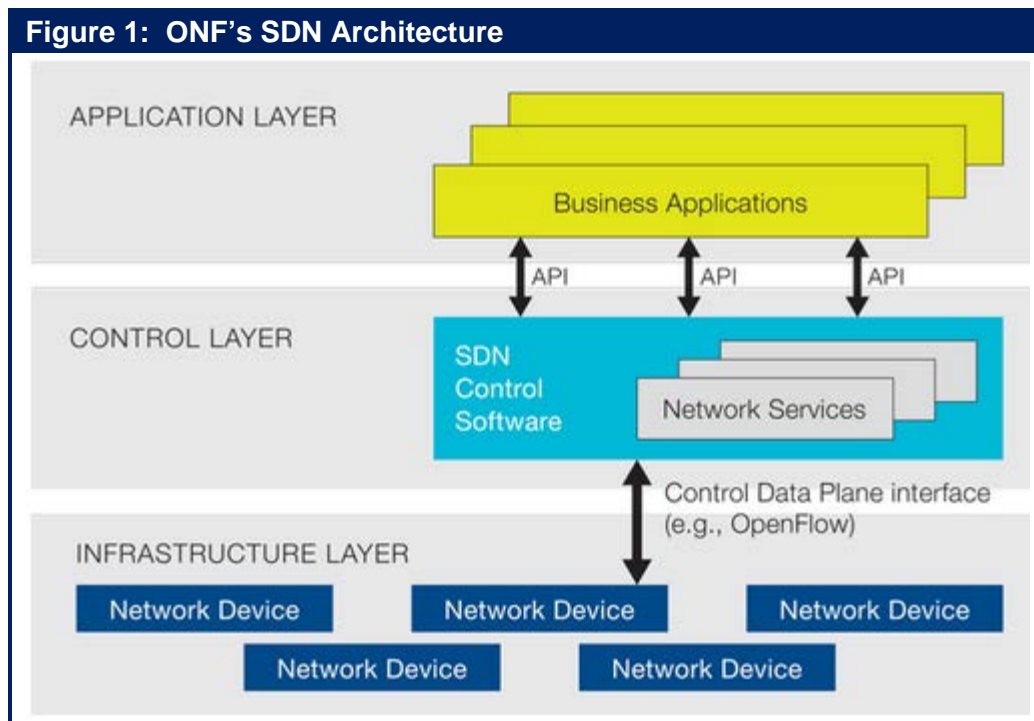 Figure 1: ONF's SDN Architecture
APPLICATION LAYER
Business Applications
API
API
API
CONTROL LAYER
SDN
Control
Software
Network Services
Control Data Plane interface
(e.g., OpenFlow)
INFRASTRUCTURE LAYER
Network Device
Network Device
Network Device
Network Device
Network Device